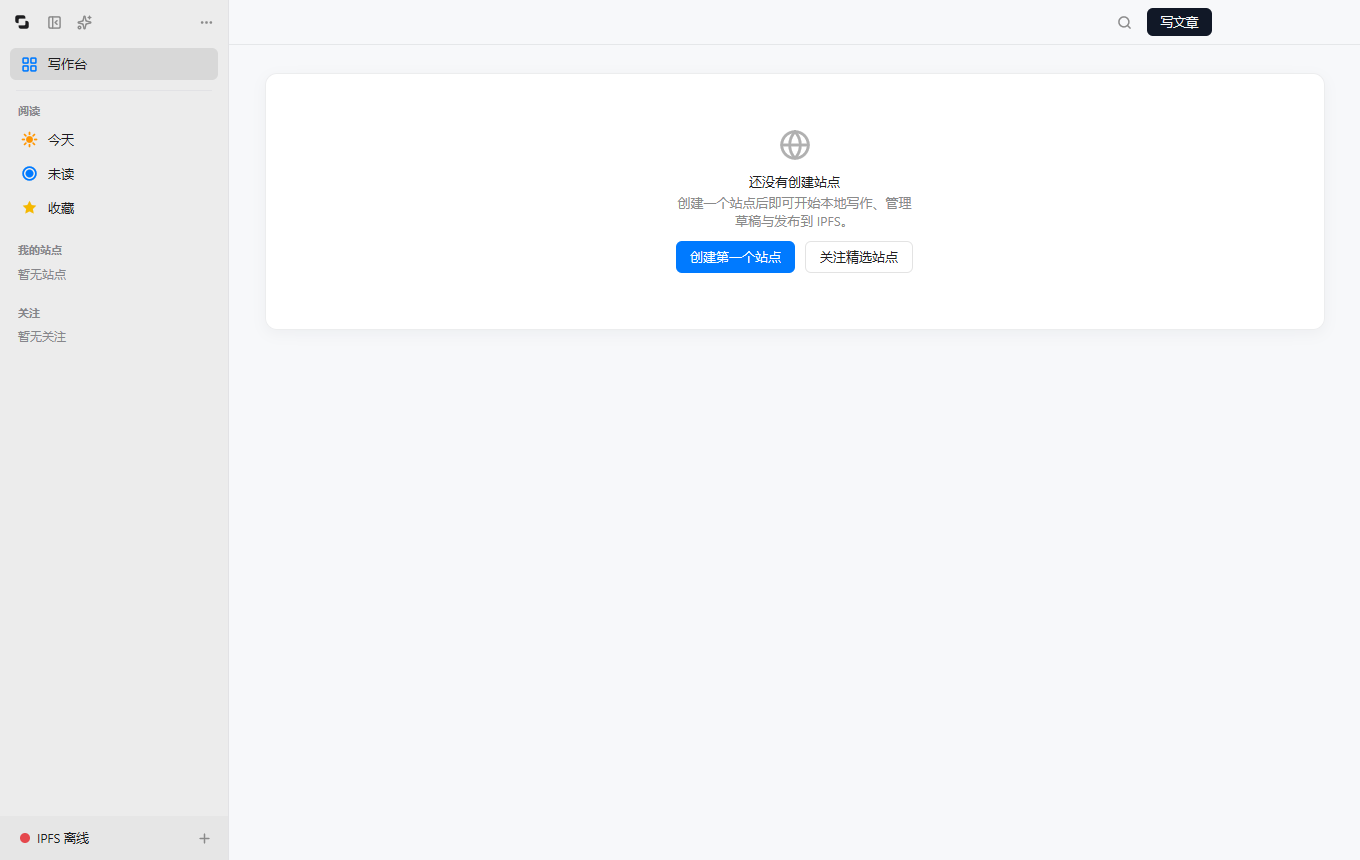 写作台
阅读
今天
未读
收藏
我的站点
暂无站点
关注
暂无关注
IPFS 离线
写文章
还没有创建站点
创建一个站点后即可开始本地写作、管理
草稿与发布到 IPFS。
创建第一个站点
关注精选站点